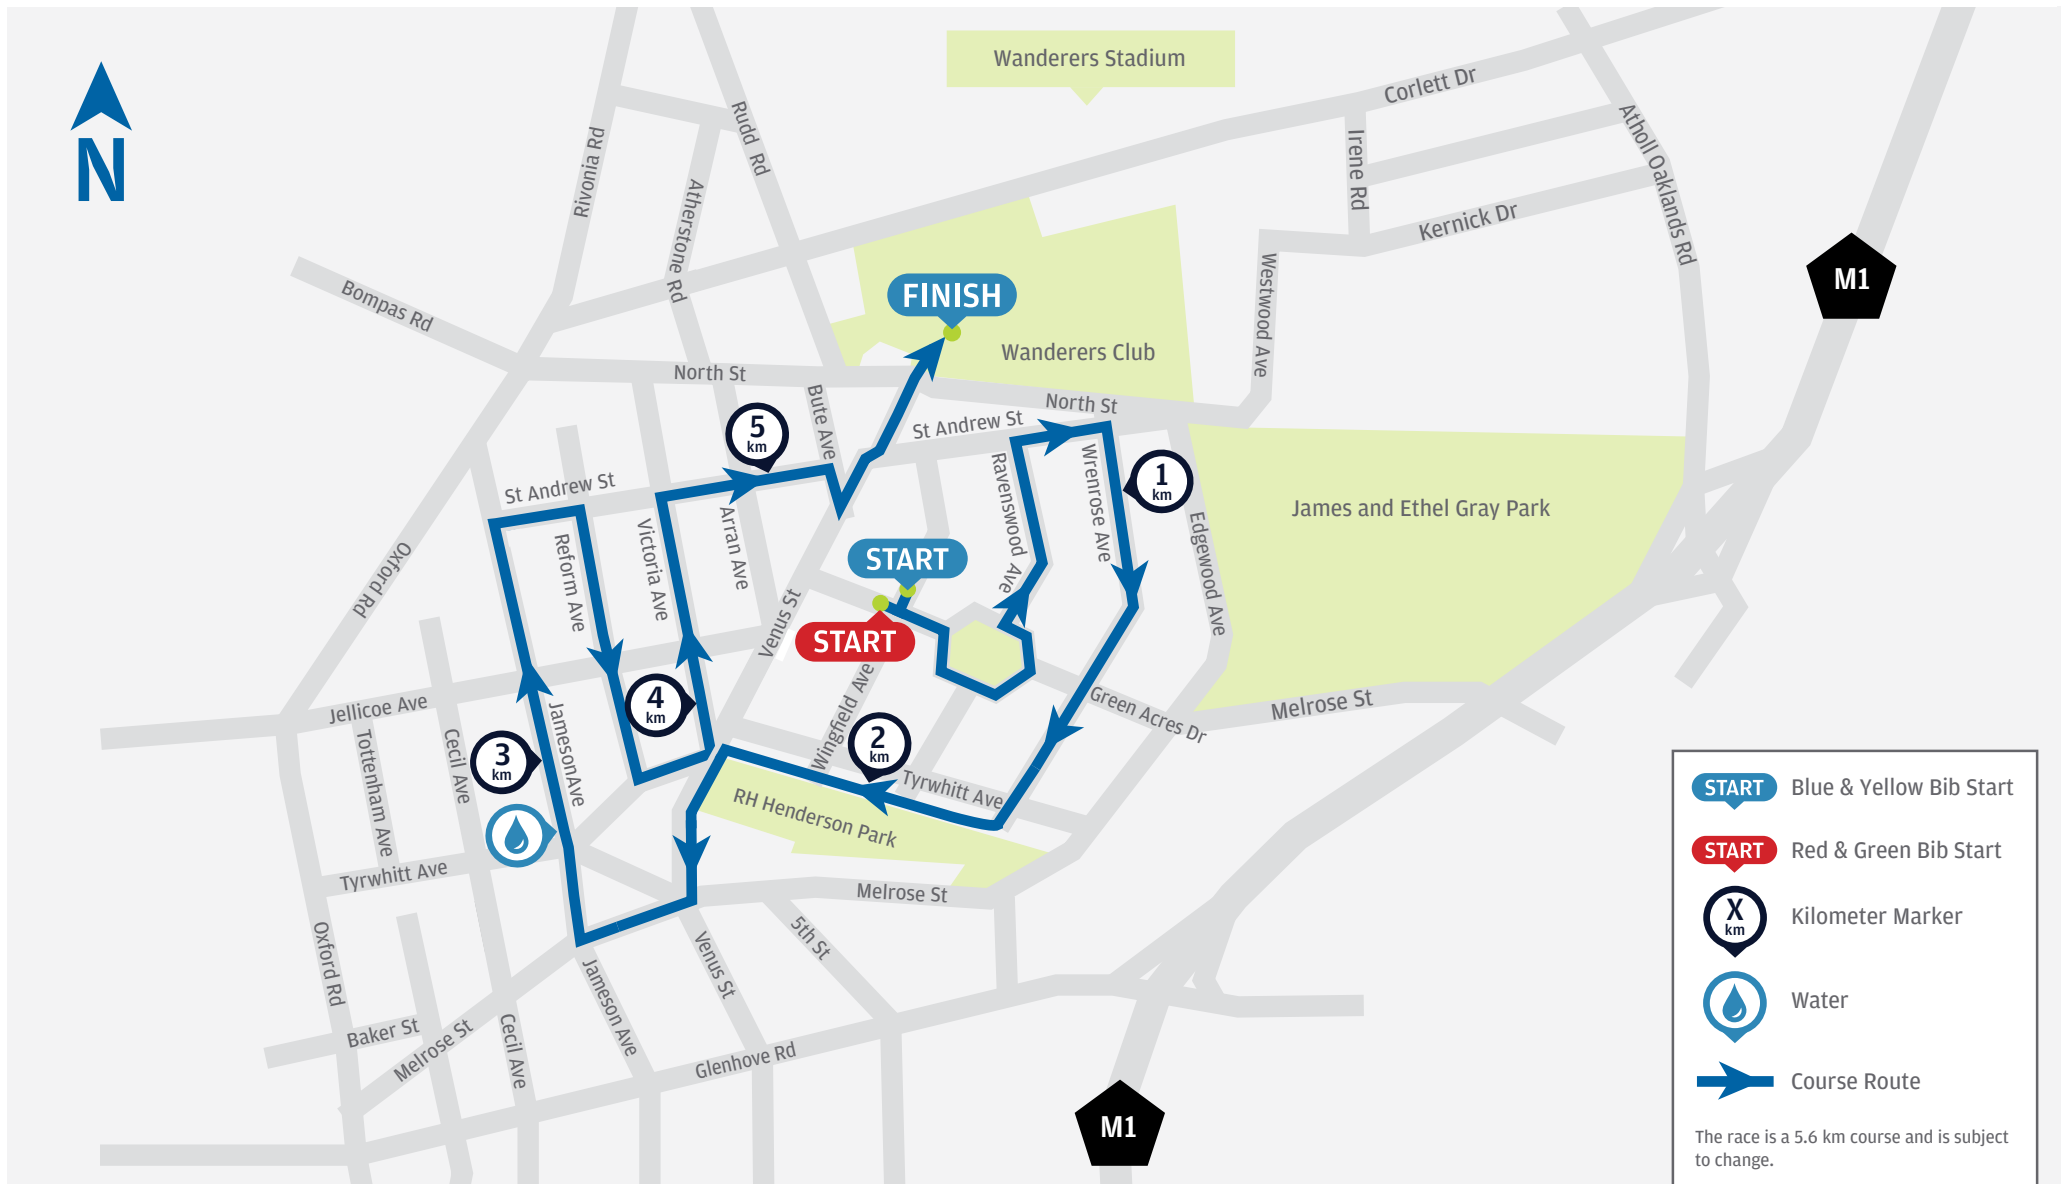 Wanderers Stadium
Corlett Dr
Rudd Rd
Rivonia Rd
Irene Rd
Atholl Oaklands Rd
N
Atherstone Rd
Kernick Dr
M1
Bompas Rd
FINISH
Westwood Ave
Wanderers Club
North St
North St
Bute Ave
5
km
St Andrew St
St Andrew St
Ravenswood Ave
Wrenrose Ave
1
km
James and Ethel Gray Park
Edgewood Ave
Oxford Rd
Reform Ave
Victoria Ave
Arran Ave
START
Venus St
START
Jellicoe Ave
4
km
Green Acres Dr
Melrose St
Wingfield Ave
2
km
Tottenham Ave
Cecil Ave
3
km
JamesonAve
Tyrwhitt Ave
RH Henderson Park
Tyrwhitt Ave
Melrose St
Oxford Rd
Venus St
5th St
Jameson Ave
Baker St
Melrose St
Cecil Ave
Glenhove Rd
M1
START Blue & Yellow Bib Start
START Red & Green Bib Start
X
km
Kilometer Marker
Water
Course Route
The race is a 5.6 km course and is subject
to change.